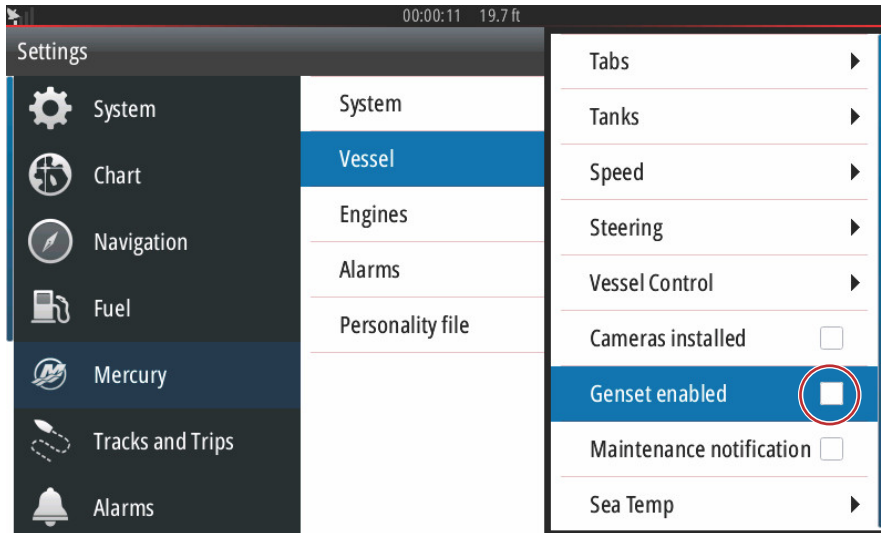 00:00:11 19.7 ft
Settings
System
Chart
Navigation
Fuel
Mercury
Tracks and Trips
Alarms
System
Vessel
Engines
Alarms
Personality file
Tabs
Tanks
Speed
Steering
Vessel Control
Cameras installed
Genset enabled
Maintenance notification
Sea Temp